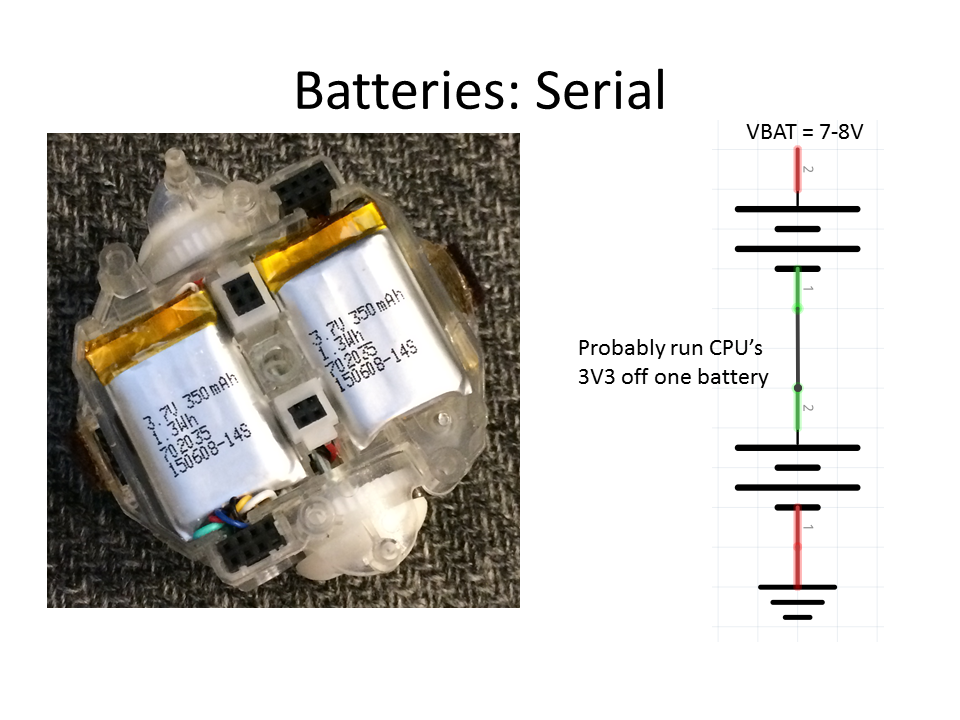 Batteries: Serial
VBAT = 7-8V
2
1
Probably run CPU’s
3V3 off one battery
2
1
3.7V 350mAh
1.3Wh
702035
150608-14S
3.7V 350mAh
1.3Wh
702035
150608-14S